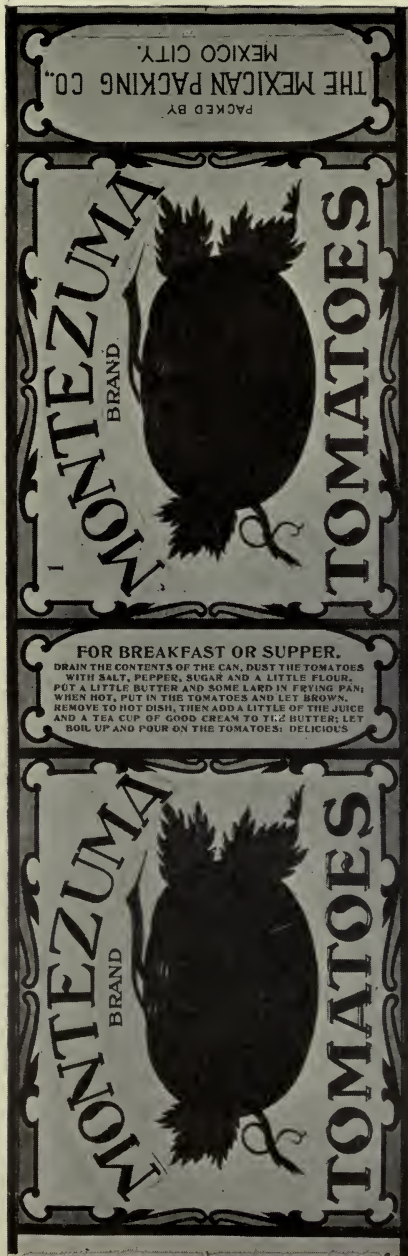 PACKED BY
THE MEXICAN PACKING CO.,
MEXICO CITY.
MONTEZUMA
BRAND
TOMATOES
1
FOR BREAKFAST OR SUPPER.
DRAIN THE CONTENTS OF THE CAN, DUST THE TOMATOES
WITH SALT, PEPPER, SUGAR AND A LITTLE FLOUR.
PUT A LITTLE BUTTER AND SOME LARD IN FRYING PAN;
WHEN HOT, PUT IN THE TOMATOES AND LET BROWN.
REMOVE TO HOT DISH, THEN ADD A LITTLE OF THE JUICE
AND A TEA CUP OF GOOD CREAM TO THE BUTTER; LET
BOIL UP AND POUR ON THE TOMATOES: DELICIOUS
MONTEZUMA
BRAND
TOMATOES